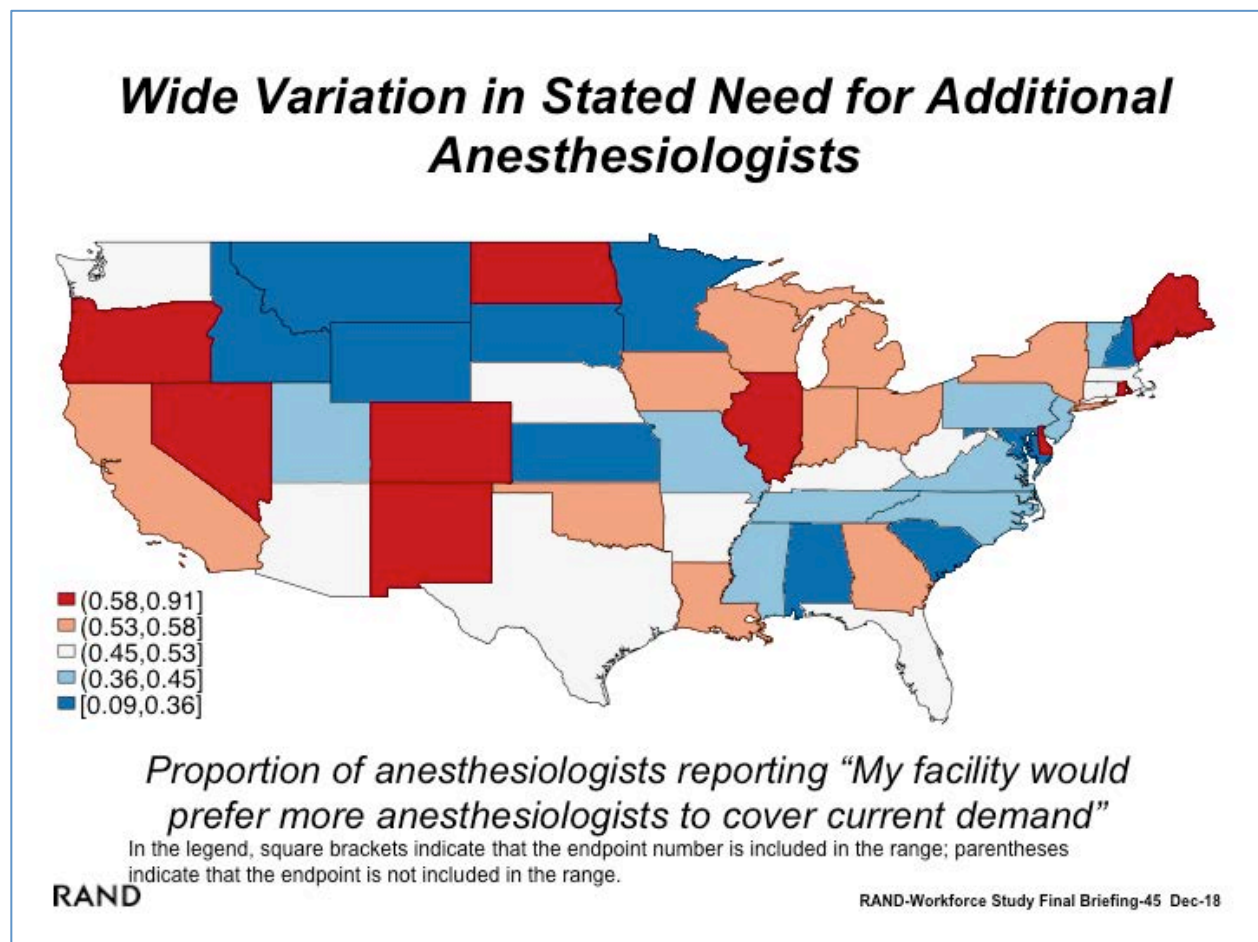 Wide Variation in Stated Need for Additional
Anesthesiologists
(0.58,0.91]
(0.53,0.58]
(0.45,0.53]
(0.36,0.45]
[0.09,0.36]
Proportion of anesthesiologists reporting “My facility would
prefer more anesthesiologists to cover current demand”
In the legend, square brackets indicate that the endpoint number is included in the range; parentheses
indicate that the endpoint is not included in the range.
RAND
RAND-Workforce Study Final Briefing-45 Dec-18